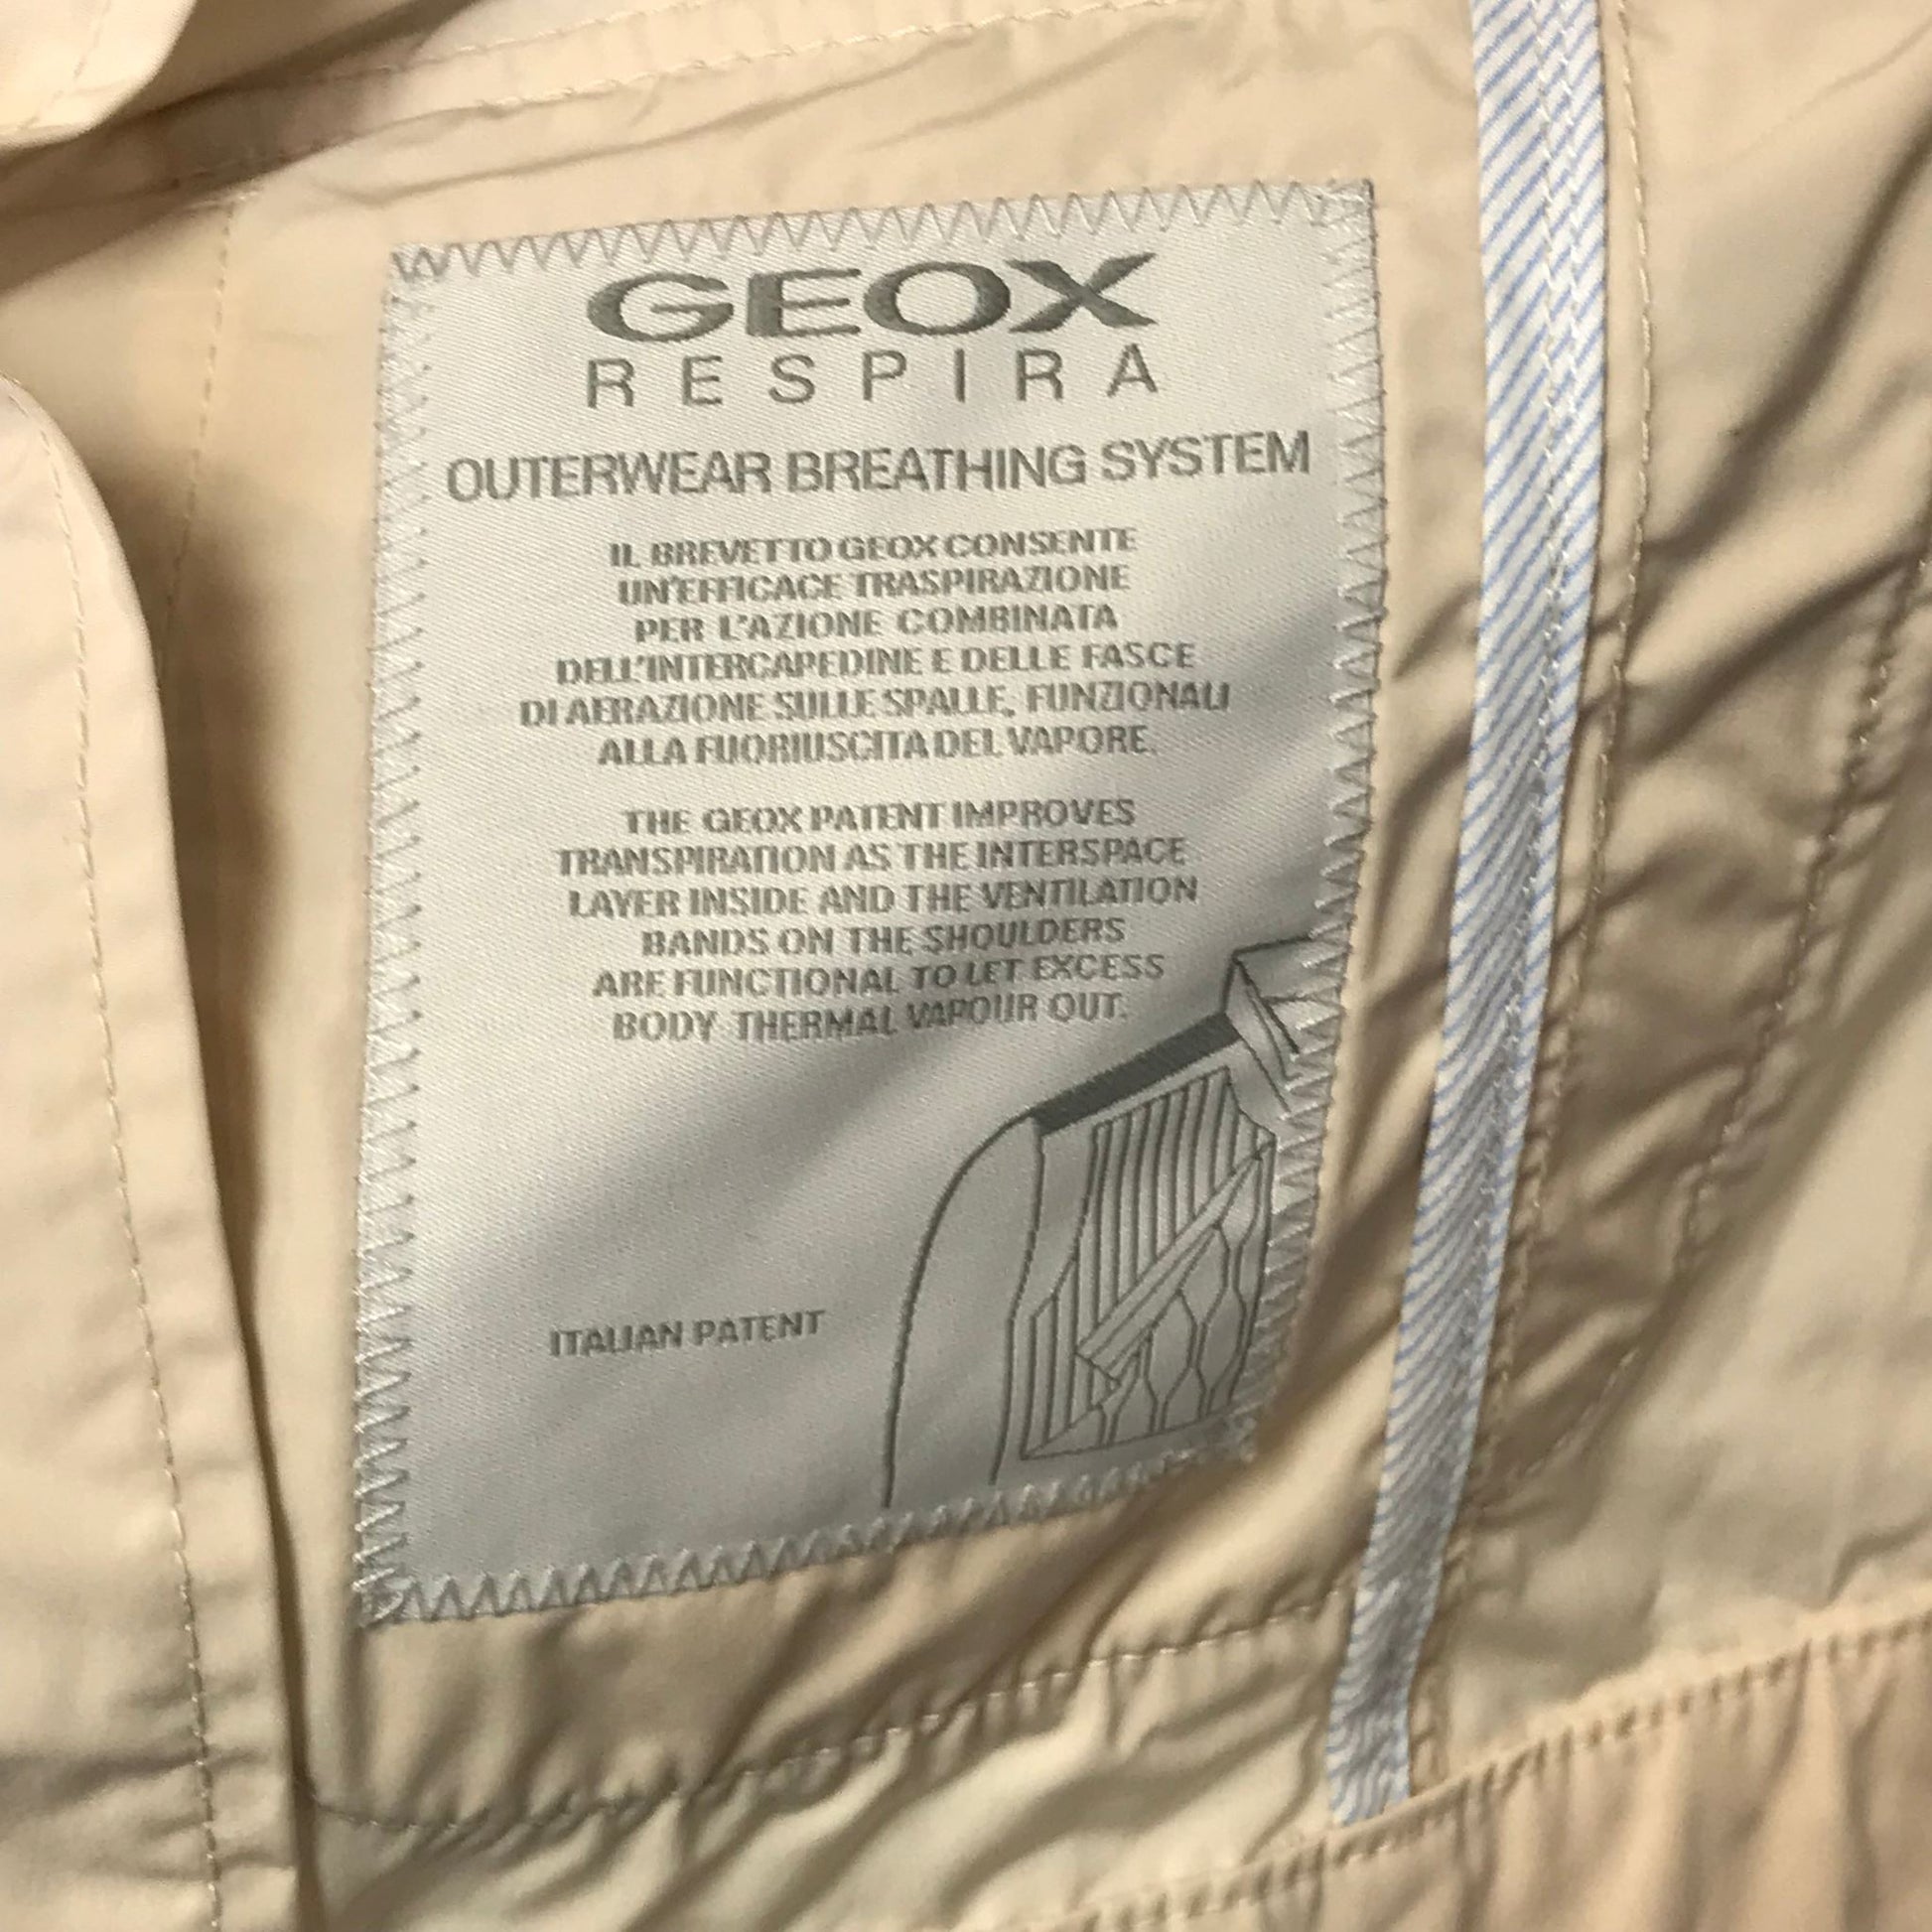 GEOX
RESPIRA
OUTERWEAR BREATHING SYSTEM
IL BREVETTO GEOX CONSENTE
UN'EFFICACE TRASPIRAZIONE
PER L'AZIONE COMBINATA
DELL'INTERCAPEDINE E DELLE FASCE
DI AERAZIONE SULLE SPALLE, FUNZIONALI
ALLA FUORIUSCITA DEL VAPORE.
THE GEOX PATENT IMPROVES
TRANSPIRATION AS THE INTERSPACE
LAYER INSIDE AND THE VENTILATION
BANDS ON THE SHOULDERS
ARE FUNCTIONAL TO LET EXCESS
BODY THERMAL VAPOUR OUT.
ITALIAN PATENT